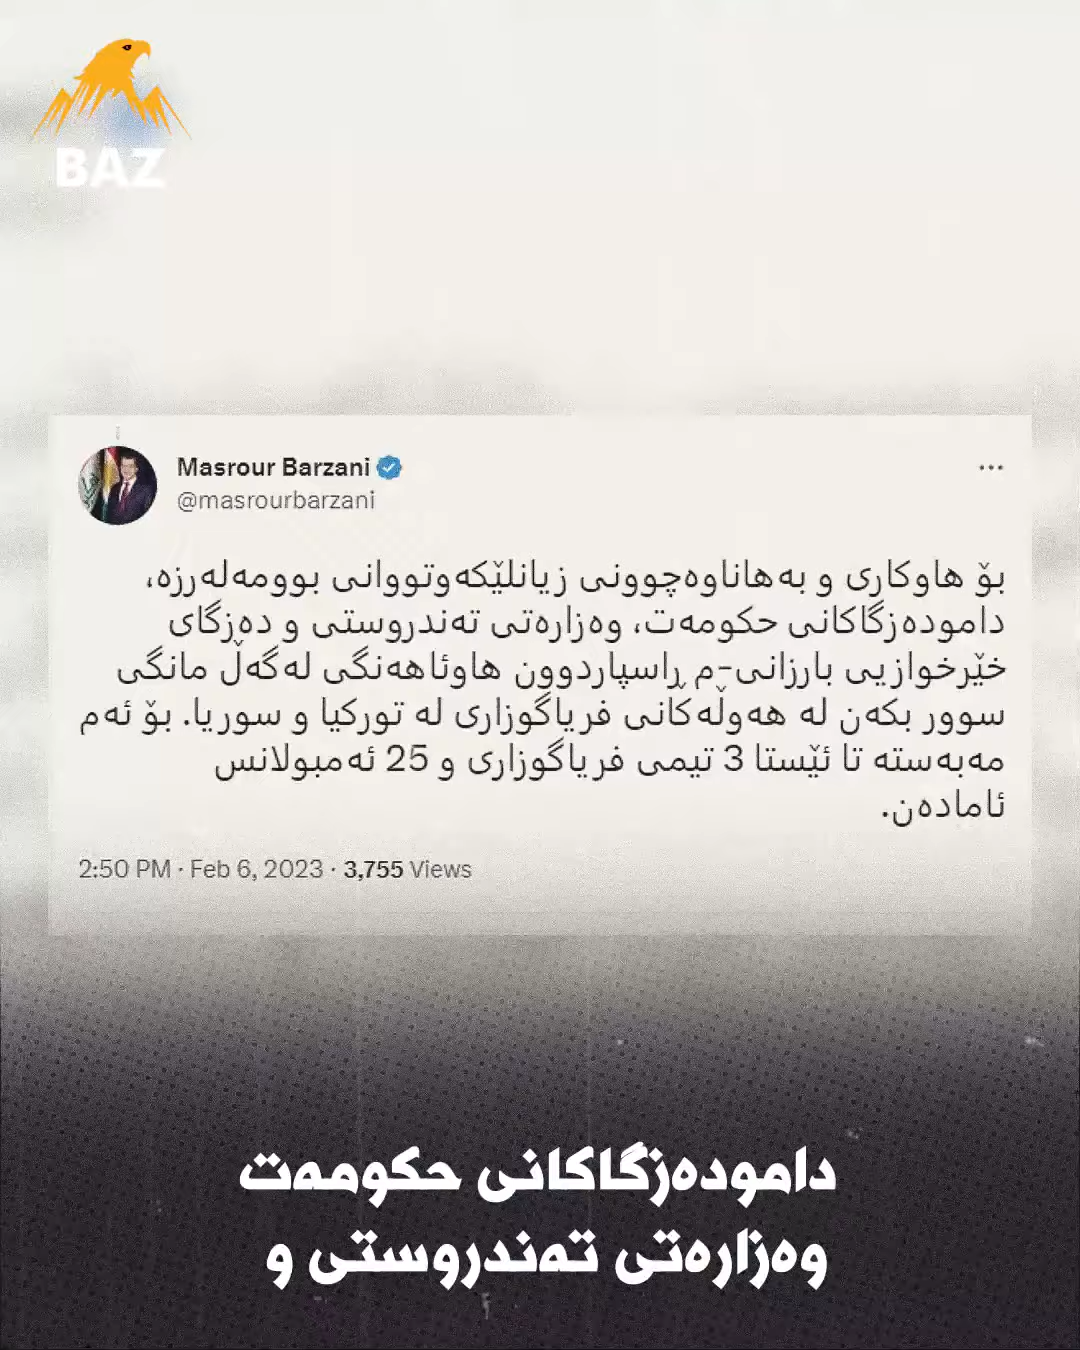 BAZ
Masrour Barzani
@masrourbarzani
بۆ هاوکاری و بەهاناوەچوونی زیانلێکەوتووانی بوومەلەرزە،
دامودەزگاکانی حکومەت، وەزارەتی تەندروستی و دەزگای
خێرخوازیی بارزانی-م ڕاسپاردوون هاوئاهەنگی لەگەڵ مانگی
سوور بکەن لە هەوڵەکانی فریاگوزاری لە تورکیا و سوریا. بۆ ئەم
مەبەستە تا ئێستا 3 تیمی فریاگوزاری و 25 ئەمبولانس
ئامادەن.
2:50 PM · Feb 6, 2023 · 3,755 Views
دامودەزگاکانی حکومەت
وەزارەتی تەندروستی و